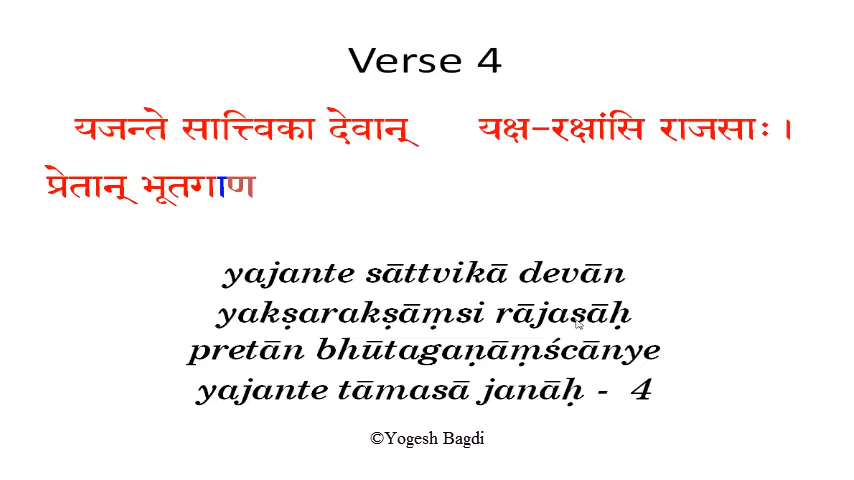 Verse 4
यजन्ते सात्त्विका देवान् यक्ष-रक्षांसि राजसाः ।
प्रेतान् भूतगाण
yajante sāttvikā devān
yakṣarakṣāṃsi rājaṣāḥ
pretān bhūtagaṇāṃścānye
yajante tāmasā janāḥ - 4
©Yogesh Bagdi